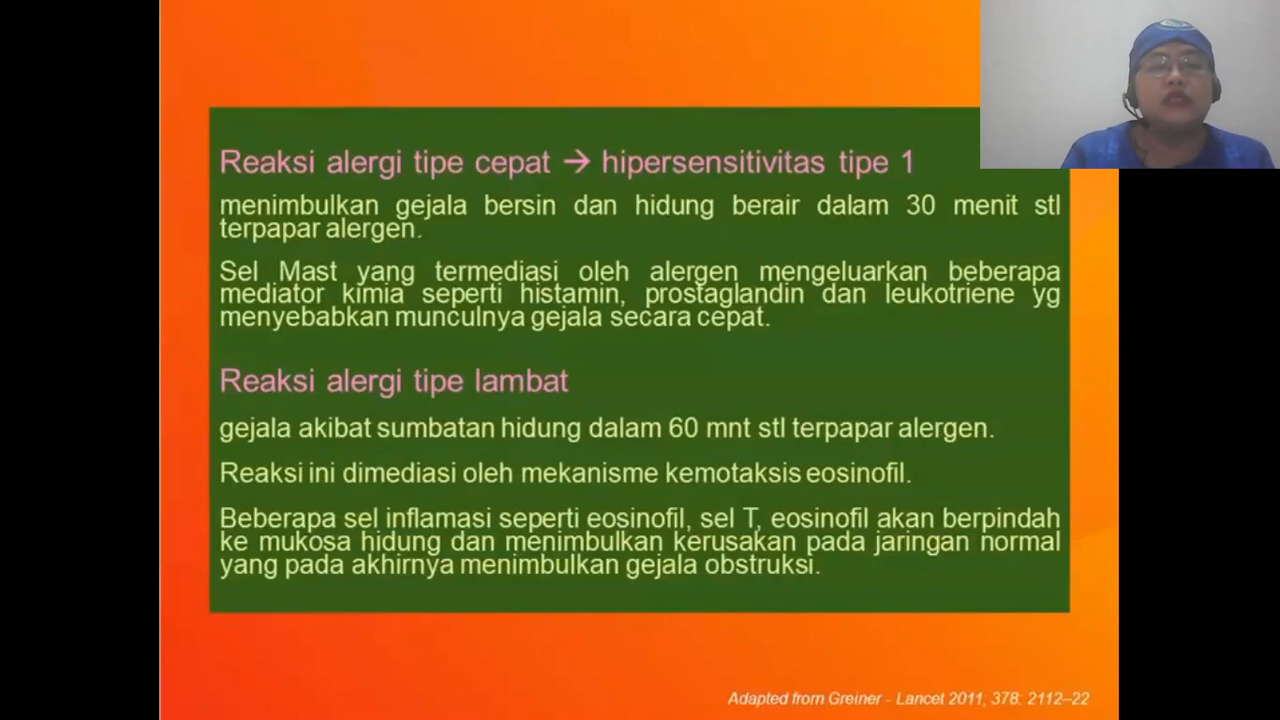 Reaksi alergi tipe cepat → hipersensitivitas tipe 1
menimbulkan gejala bersin dan hidung berair dalam 30 menit stl
terpapar alergen.
Sel Mast yang termediasi oleh alergen mengeluarkan beberapa
mediator kimia seperti histamin, prostaglandin dan leukotriene yg
menyebabkan munculnya gejala secara cepat.
Reaksi alergi tipe lambat
gejala akibat sumbatan hidung dalam 60 mnt stl terpapar alergen.
Reaksi ini dimediasi oleh mekanisme kemotaksis eosinofil.
Beberapa sel inflamasi seperti eosinofil, sel T, eosinofil akan berpindah
ke mukosa hidung dan menimbulkan kerusakan pada jaringan normal
yang pada akhirnya menimbulkan gejala obstruksi.
Adapted from Greiner - Lancet 2011; 378: 2112–22